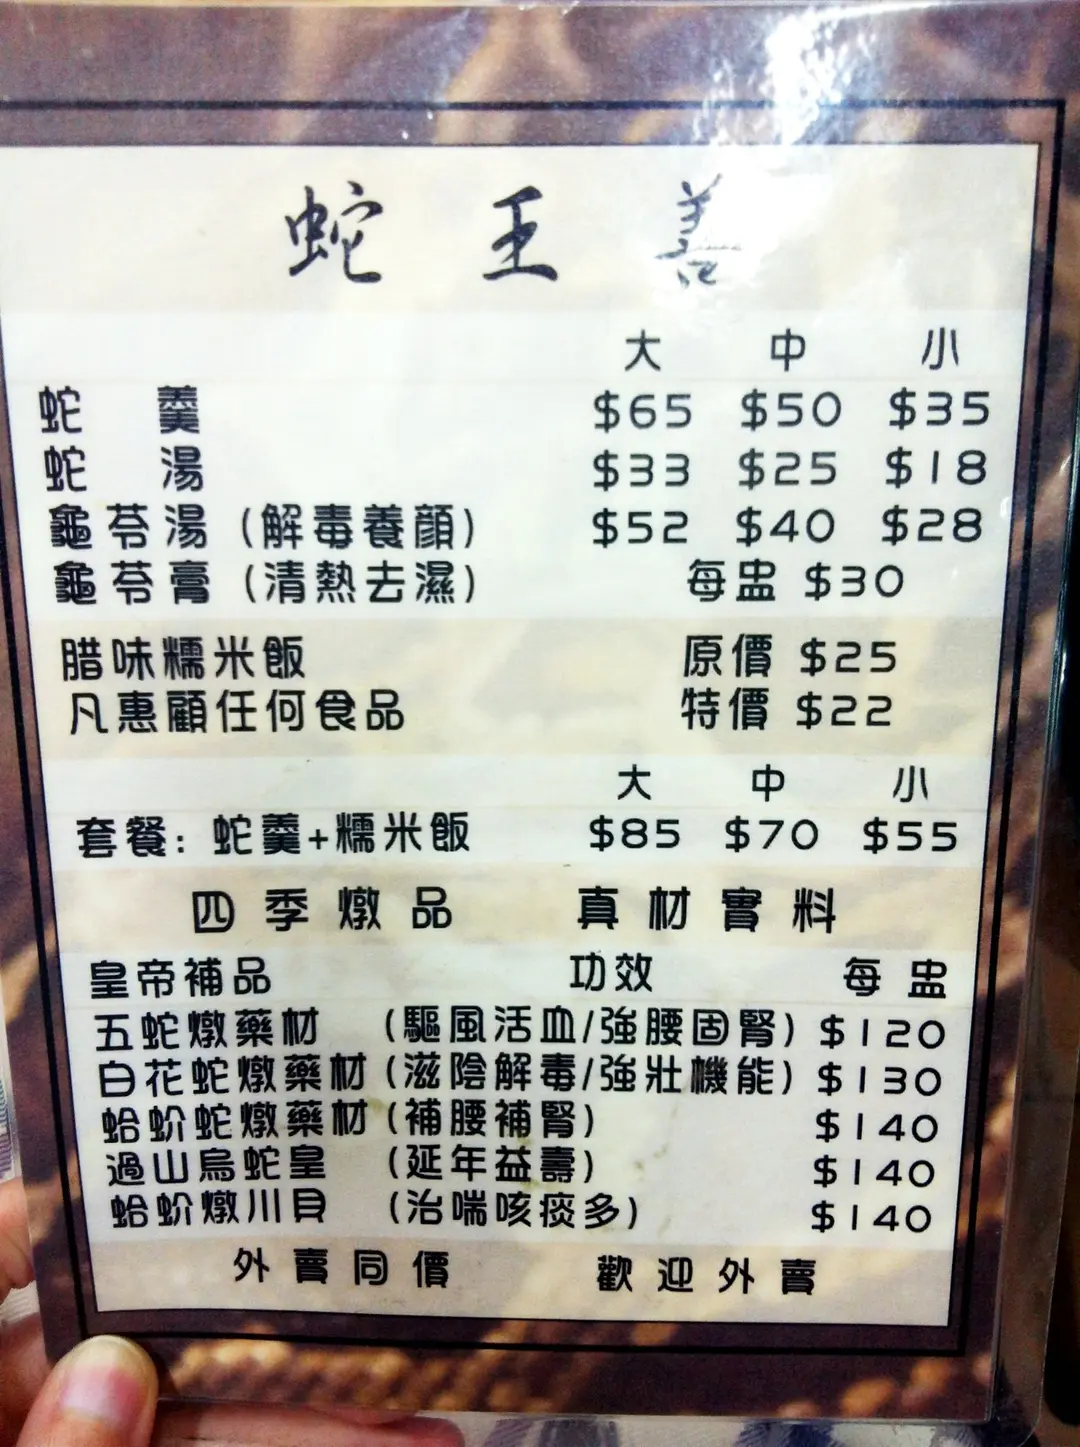 蛇王善
大 中 小
蛇羹 $65 $50 $35
蛇湯 $33 $25 $18
龜苓湯(解毒養顏) $52 $40 $28
龜苓膏(清熱去濕) 每盅 $30
腊味糯米飯 原價 $25
凡惠顧任何食品 特價 $22
大 中 小
套餐: 蛇羹+糯米飯 $85 $70 $55
四季燉品 真材實料
皇帝補品 功效 每盅
五蛇燉藥材 (驅風活血/強腰固腎) $120
白花蛇燉藥材(滋陰解毒/強壯機能) $130
蛤蚧蛇燉藥材(補腰補腎) $140
過山烏蛇皇 (延年益壽) $140
蛤蚧燉川貝 (治喘咳痰多) $140
外賣同價 歡迎外賣